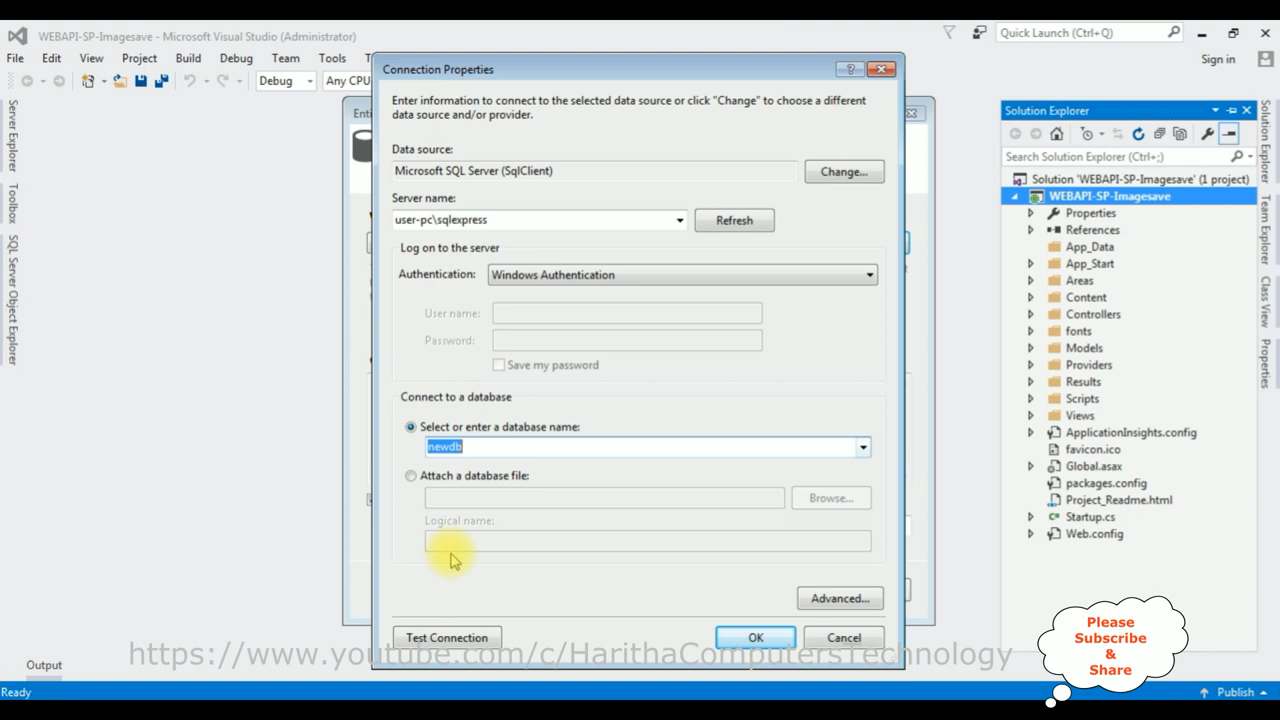 WEBAPI-SP-Imagesave - Microsoft Visual Studio (Administrator)
Quick Launch (Ctrl+Q)
File Edit View Project Build Debug Team Tools T
Sign in
Debug Any CPU
Server Explorer
Toolbox
SQL Server Object Explorer
Enti
Connection Properties
Enter information to connect to the selected data source or click "Change" to choose a different
data source and/or provider.
Data source:
Microsoft SQL Server (SqlClient)
Change...
Server name:
user-pc\sqlexpress
Refresh
Log on to the server
Authentication: Windows Authentication
User name:
Password:
Save my password
Connect to a database
Select or enter a database name:
newdb
Attach a database file:
Browse...
Logical name:
Advanced...
Test Connection
OK
Cancel
Solution Explorer
Search Solution Explorer (Ctrl+;)
Solution 'WEBAPI-SP-Imagesave' (1 project)
WEBAPI-SP-Imagesave
Properties
References
App_Data
App_Start
Areas
Content
Controllers
fonts
Models
Providers
Results
Scripts
Views
ApplicationInsights.config
favicon.ico
Global.asax
packages.config
Project_Readme.html
Startup.cs
Web.config
Solution Explorer
Team Explorer
Class View
Properties
Please
Subscribe
&
Share
https://www.youtube.com/c/HarithaComputersTechnology
Output
Ready
Publish